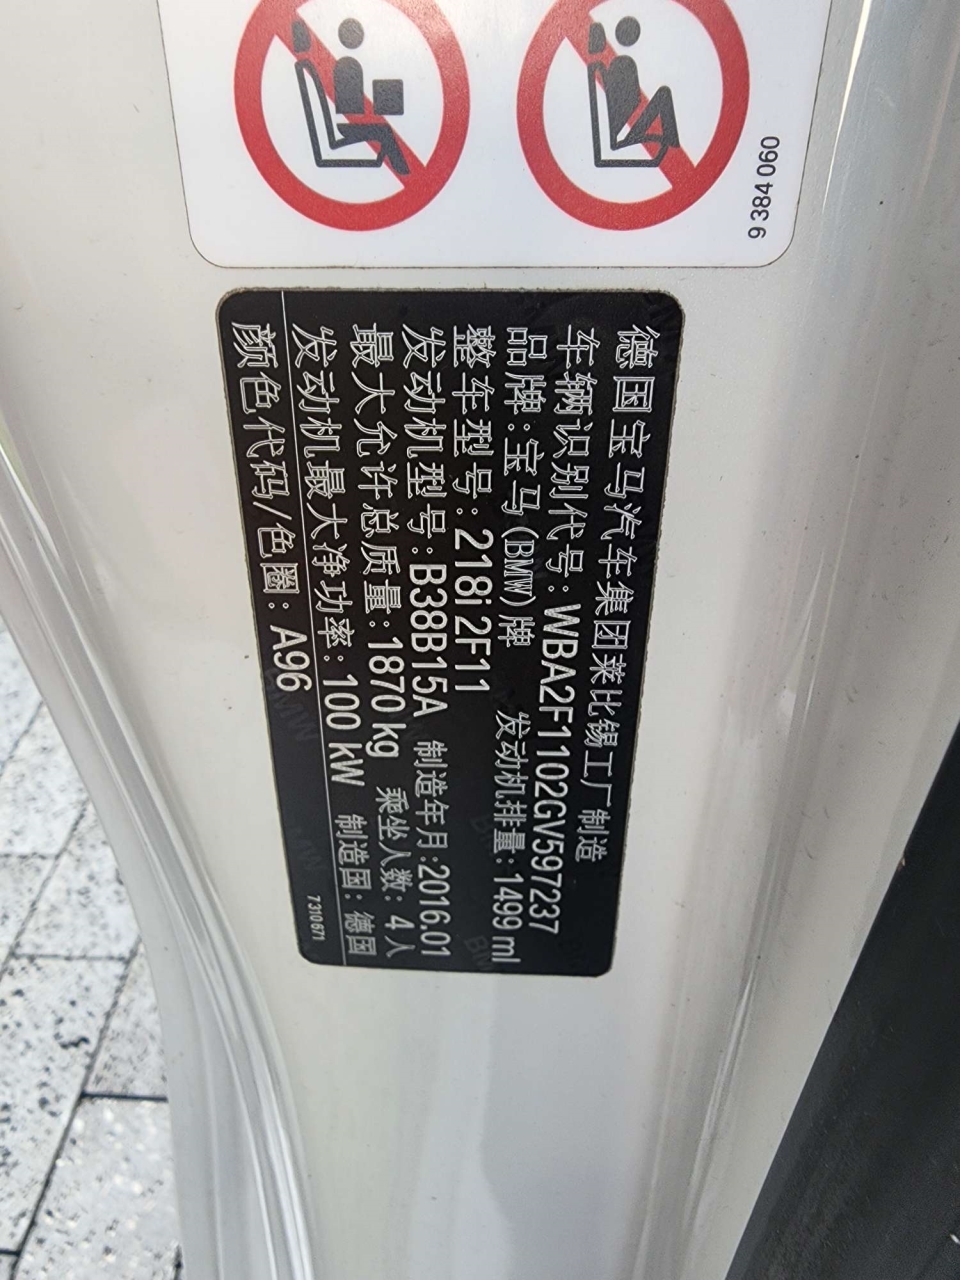 9 384 060
德国宝马汽车集团莱比锡工厂制造
车辆识别代号：WBA2F1102GV597237
品牌：宝马(BMW)牌 发动机排量：1499 ml
整车型号：218i 2F11
发动机型号：B38B15A 制造年月：2016.01
最大允许总质量：1870 kg 乘坐人数：4 人
发动机最大净功率：100 kW 制造国：德国
颜色代码/色圈：A96
7310671